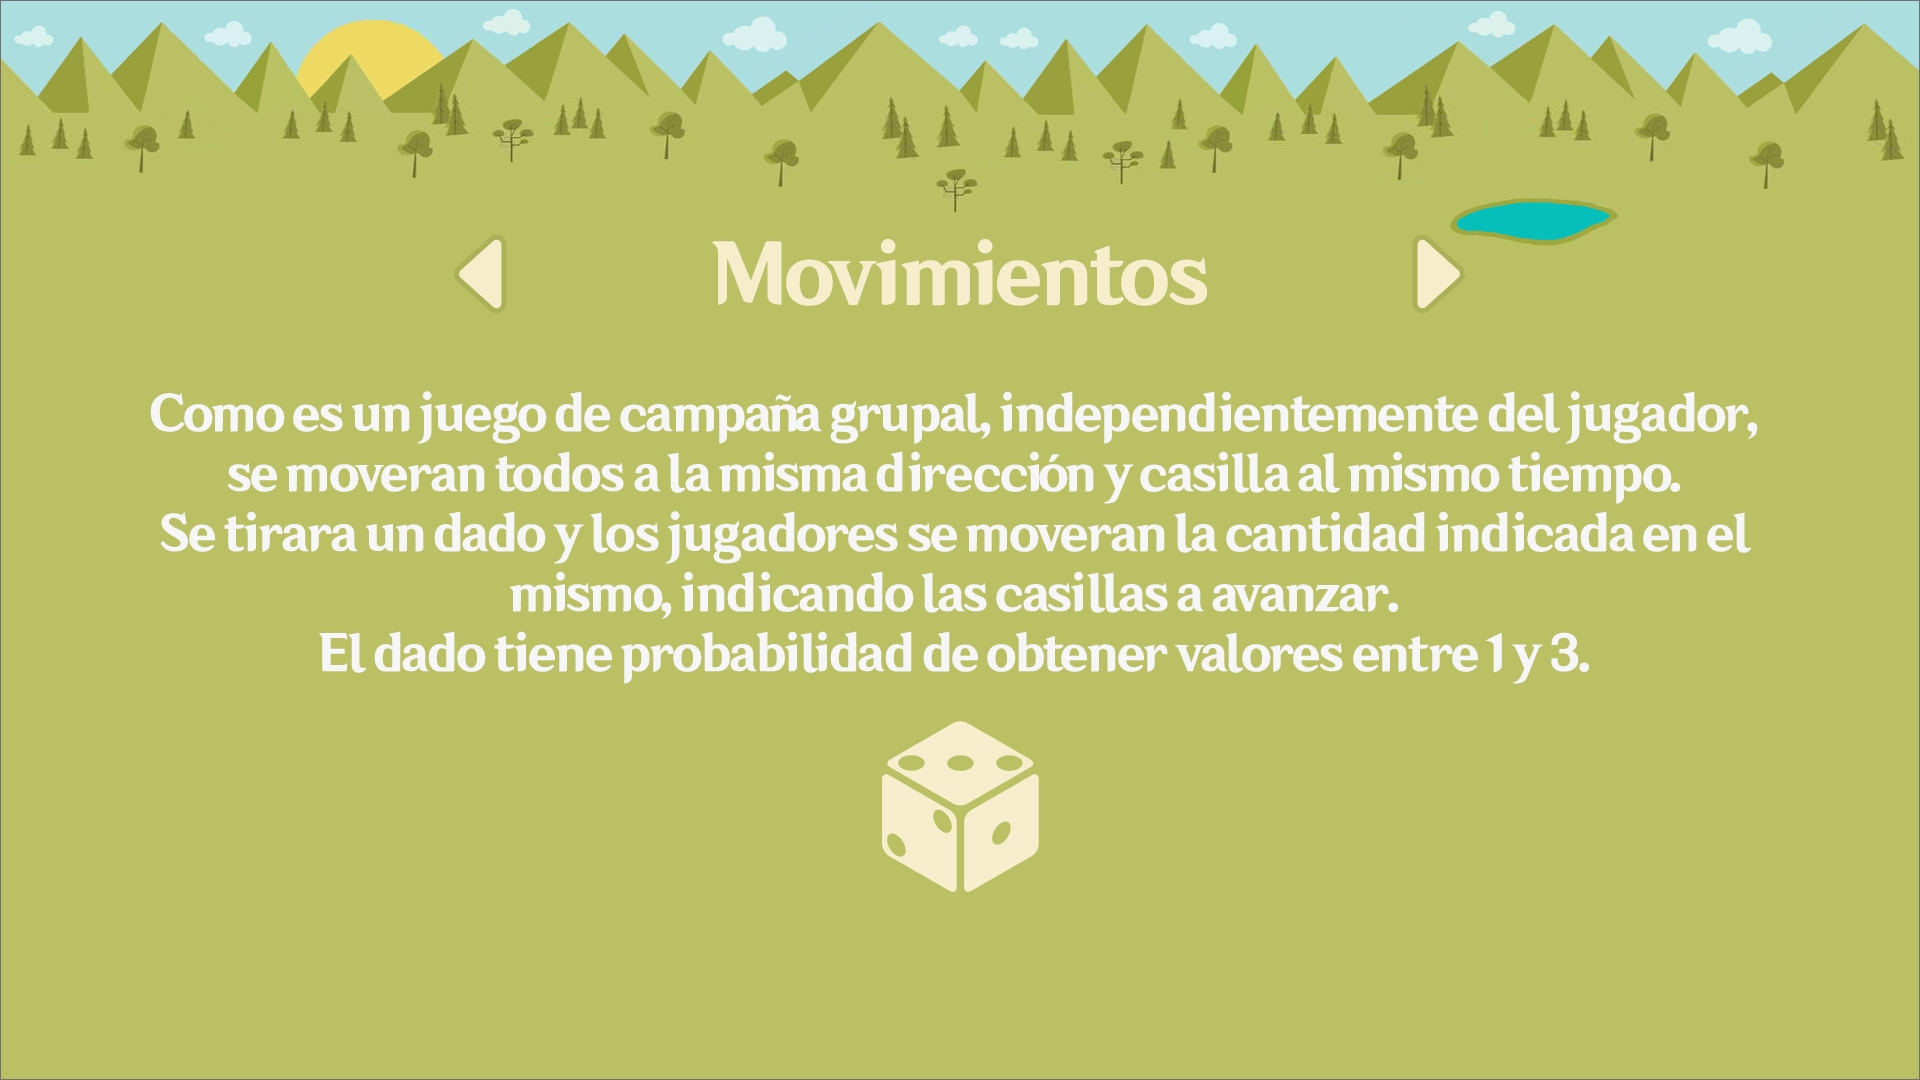 Movimientos
Como es un juego de campaña grupal, independientemente del jugador,
se moveran todos a la misma dirección y casilla al mismo tiempo.
Se tirara un dado y los jugadores se moveran la cantidad indicada en el
mismo, indicando las casillas a avanzar.
El dado tiene probabilidad de obtener valores entre 1 y 3.